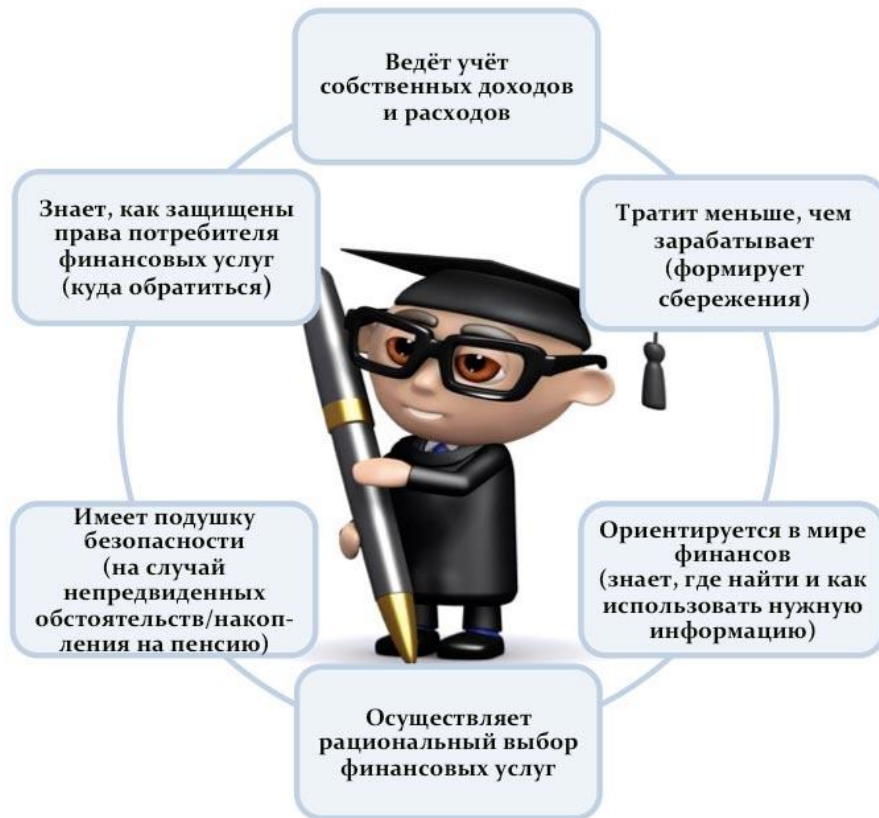 Ведёт учёт
собственных доходов
и расходов
Тратит меньше, чем
зарабатывает
(формирует
сбережения)
Ориентируется в мире
финансов
(знает, где найти и как
использовать нужную
информацию)
Осуществляет
рациональный выбор
финансовых услуг
Имеет подушку
безопасности
(на случай
непредвиденных
обстоятельств/накоп-
ления на пенсию)
Знает, как защищены
права потребителя
финансовых услуг
(куда обратиться)